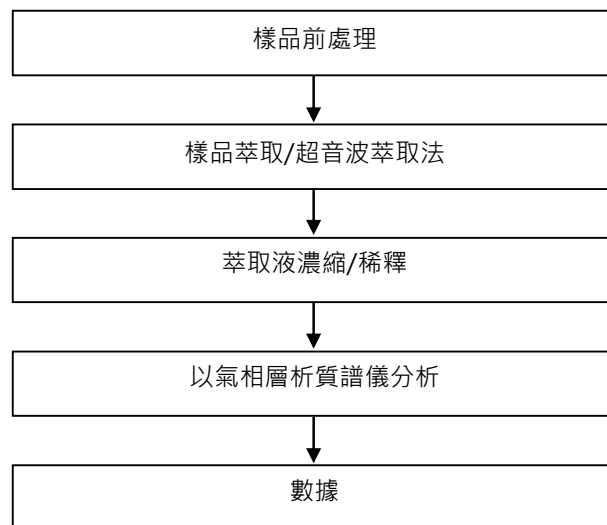 樣品前處理
樣品萃取/超音波萃取法
萃取液濃縮/稀釋
以氣相層析質譜儀分析
數據